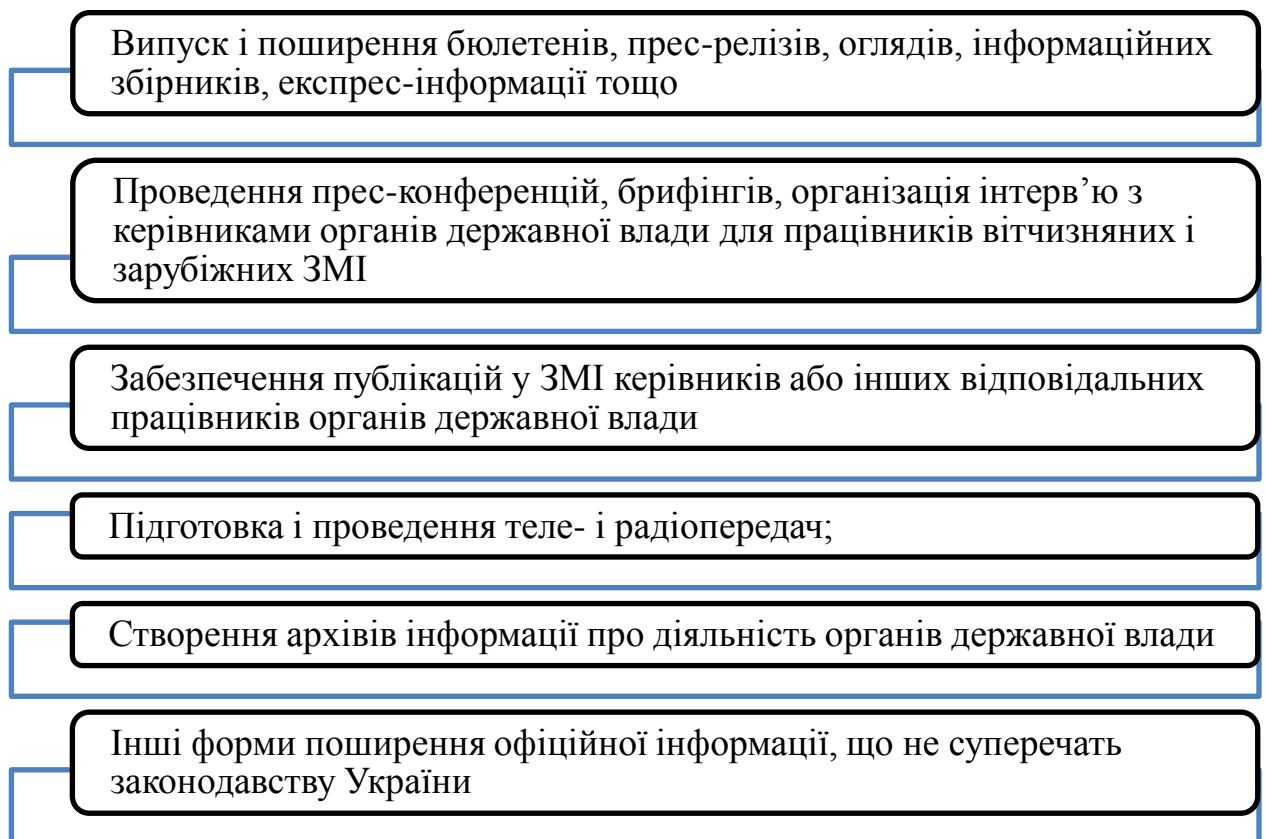 Випуск і поширення бюлетенів, прес-релізів, оглядів, інформаційних
збірників, експрес-інформації тощо
Проведення прес-конференцій, брифінгів, організація інтерв’ю з
керівниками органів державної влади для працівників вітчизняних і
зарубіжних ЗМІ
Забезпечення публікацій у ЗМІ керівників або інших відповідальних
працівників органів державної влади
Підготовка і проведення теле- і радіопередач;
Створення архівів інформації про діяльність органів державної влади
Інші форми поширення офіційної інформації, що не суперечать
законодавству України